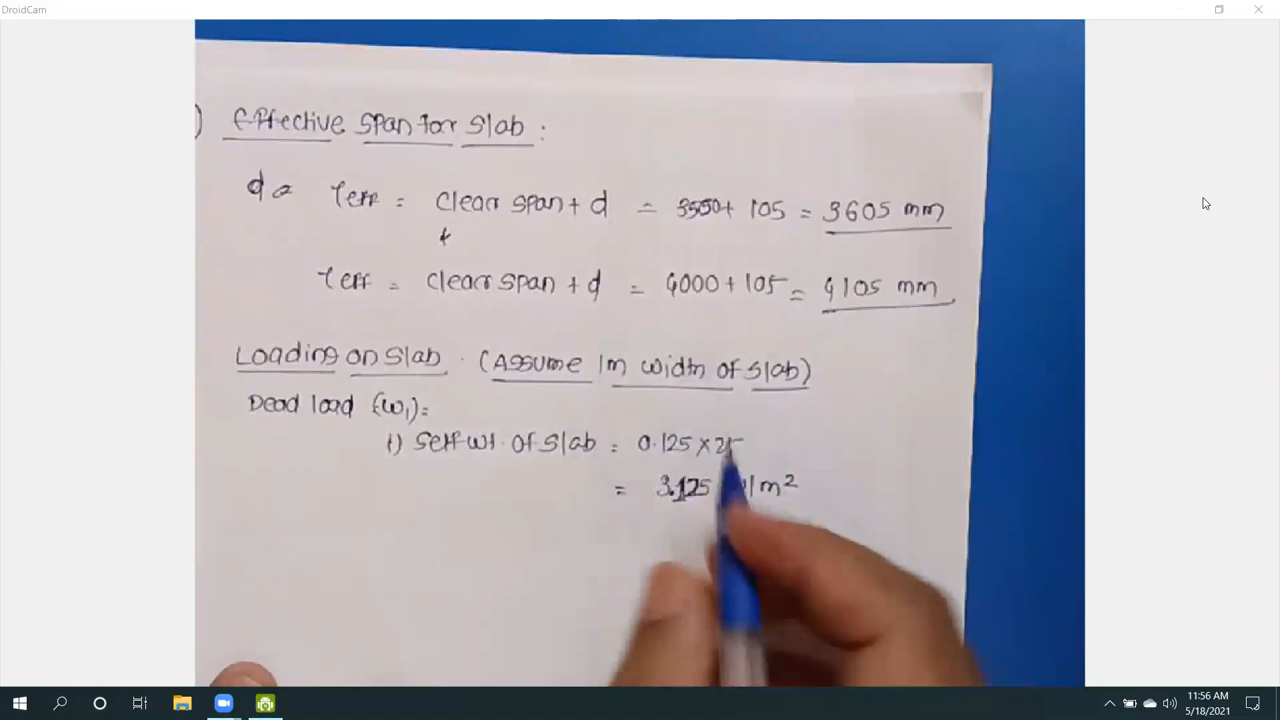 DroidCam
) Effective Span for Slab :
d = leff = clear span + d = 3500 + 105 = 3605 mm
leff = clear span + d = 4000 + 105 = 4105 mm
Loading on Slab . (Assume 1m width of Slab)
Dead load (w₁) =
1) Self wt. of Slab = 0.125 × 25
= 3.125 /m²
11:56 AM
5/18/2021